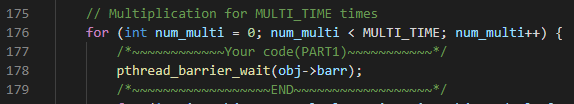 175 // Multiplication for MULTI_TIME times
176 for (int num_multi = 0; num_multi < MULTI_TIME; num_multi++) {
177 /*~~~~~~~~~~~~Your code(PART1)~~~~~~~~~~~*/
178 pthread_barrier_wait(obj->barr);
179 /*~~~~~~~~~~~~~~~~~~END~~~~~~~~~~~~~~~~~~*/